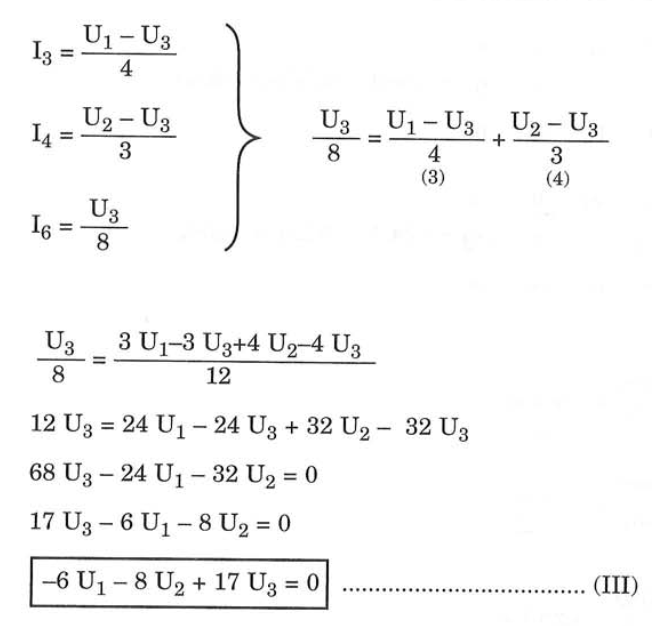 I₃ = (U₁ – U₃)/4
I₄ = (U₂ – U₃)/3
I₆ = U₃/8
U₃/8 = (U₁ – U₃)/4 + (U₂ – U₃)/3
(3) (4)
U₃/8 = (3 U₁–3 U₃+4 U₂–4 U₃)/12
12 U₃ = 24 U₁ – 24 U₃ + 32 U₂ – 32 U₃
68 U₃ – 24 U₁ – 32 U₂ = 0
17 U₃ – 6 U₁ – 8 U₂ = 0
–6 U₁ – 8 U₂ + 17 U₃ = 0 .................................... (III)